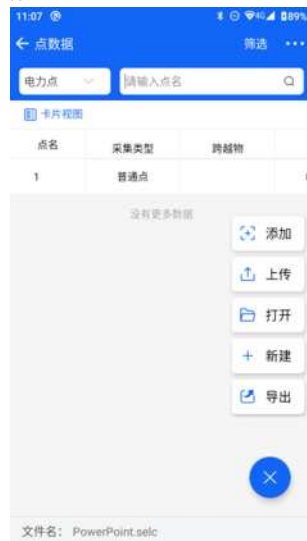 11:07 4G 89%
点数据 筛选
电力点 请输入点名
卡片视图
点名 采集类型 跨越物
1 普通点
没有更多数据
添加
上传
打开
新建
导出
文件名： PowerPoint.selc